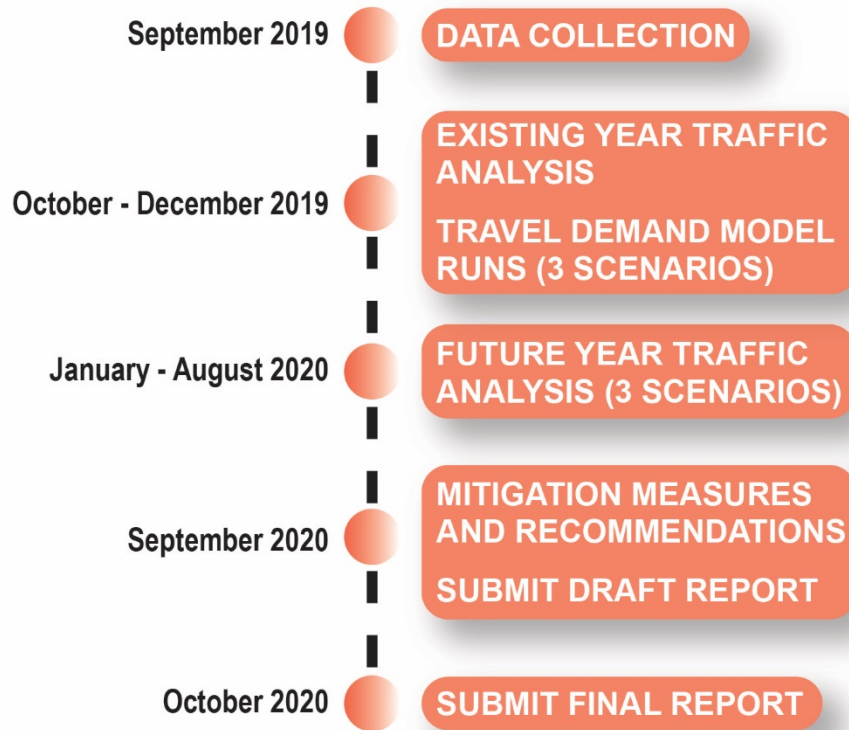 September 2019
DATA COLLECTION
October - December 2019
EXISTING YEAR TRAFFIC
ANALYSIS
TRAVEL DEMAND MODEL
RUNS (3 SCENARIOS)
January - August 2020
FUTURE YEAR TRAFFIC
ANALYSIS (3 SCENARIOS)
September 2020
MITIGATION MEASURES
AND RECOMMENDATIONS
SUBMIT DRAFT REPORT
October 2020
SUBMIT FINAL REPORT